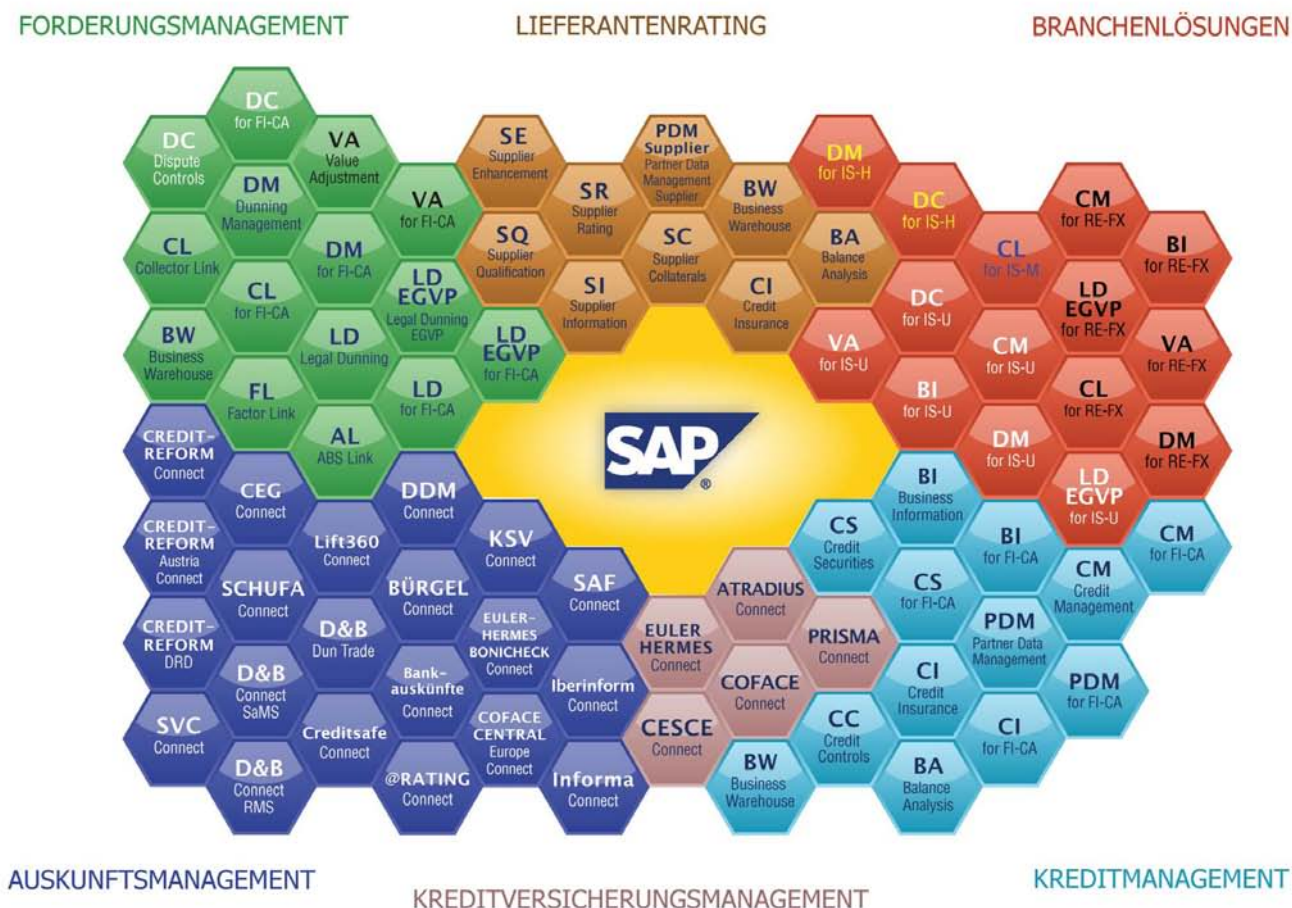 FORDERUNGSMANAGEMENT
LIEFERANTENRATING
BRANCHENLÖSUNGEN
DC
for FI-CA
DC
Dispute
Controls
VA
Value
Adjustment
DM
Dunning
Management
VA
for FI-CA
CL
Collector Link
DM
for FI-CA
CL
for FI-CA
LD
EGVP
Legal Dunning
EGVP
BW
Business
Warehouse
LD
Legal Dunning
LD
EGVP
for FI-CA
FL
Factor Link
LD
for FI-CA
AL
ABS Link
SE
Supplier
Enhancement
PDM
Supplier
Partner Data
Management
Supplier
SR
Supplier
Rating
BW
Business
Warehouse
SQ
Supplier
Qualification
SC
Supplier
Collaterals
BA
Balance
Analysis
SI
Supplier
Information
CI
Credit
Insurance
DM
for IS-H
DC
for IS-H
CM
for RE-FX
CL
for IS-M
BI
for RE-FX
DC
for IS-U
LD
EGVP
for RE-FX
VA
for IS-U
CM
for IS-U
VA
for RE-FX
BI
for IS-U
CL
for RE-FX
DM
for IS-U
DM
for RE-FX
LD
EGVP
for IS-U
SAP
®
CREDIT-
REFORM
Connect
CEG
Connect
DDM
Connect
CREDIT-
REFORM
Austria
Connect
Lift360
Connect
KSV
Connect
SCHUFA
Connect
BÜRGEL
Connect
SAF
Connect
CREDIT-
REFORM
DRD
D&B
Dun Trade
EULER-
HERMES
BONICHECK
Connect
D&B
Connect
SaMS
Bank-
auskünfte
Connect
Iberinform
Connect
SVC
Connect
Creditsafe
Connect
COFACE
CENTRAL
Europe
Connect
D&B
Connect
RMS
@RATING
Connect
Informa
Connect
ATRADIUS
Connect
EULER
HERMES
Connect
PRISMA
Connect
COFACE
Connect
CESCE
Connect
BI
Business
Information
CS
Credit
Securities
BI
for FI-CA
CM
for FI-CA
CS
for FI-CA
CM
Credit
Management
PDM
Partner Data
Management
CI
Credit
Insurance
PDM
for FI-CA
CC
Credit
Controls
CI
for FI-CA
BW
Business
Warehouse
BA
Balance
Analysis
AUSKUNFTSMANAGEMENT
KREDITVERSICHERUNGSMANAGEMENT
KREDITMANAGEMENT